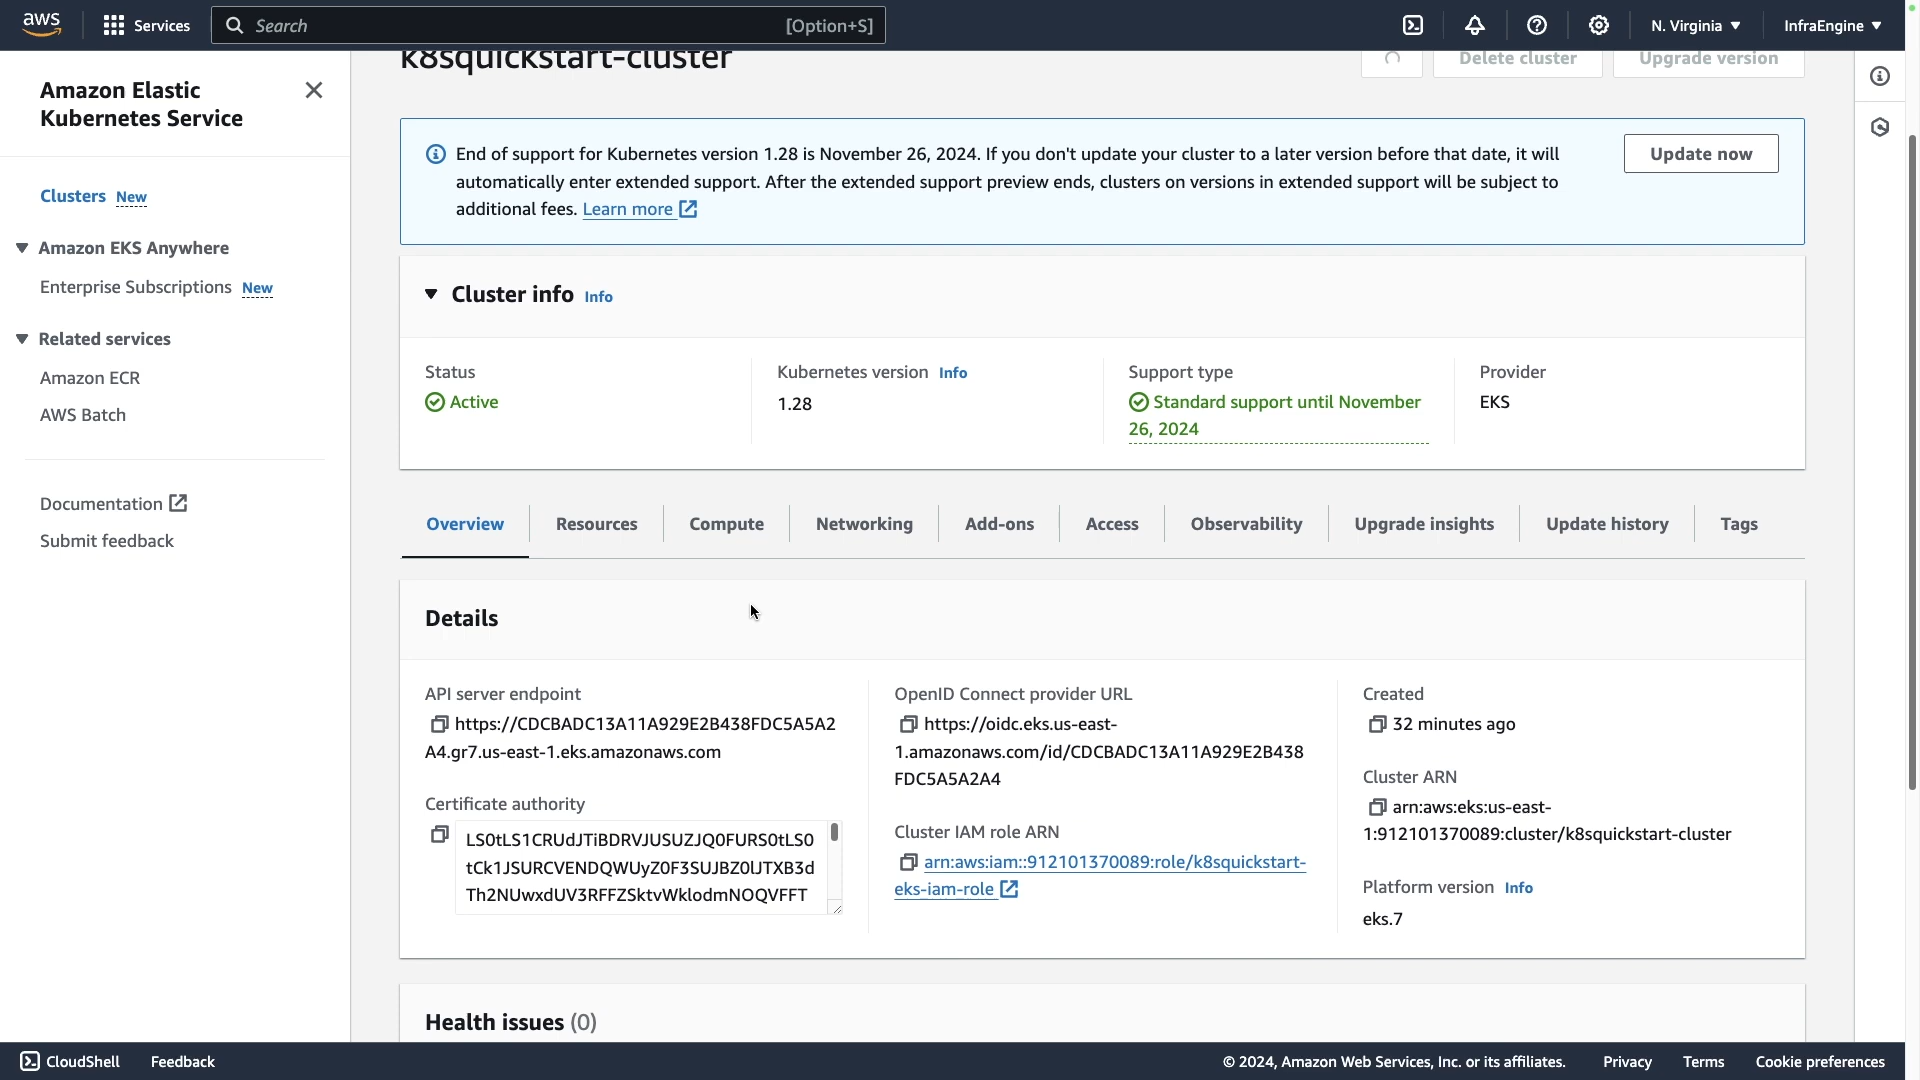 aws
Services
Search
[Option+S]
N. Virginia
InfraEngine
Amazon Elastic
Kubernetes Service
Clusters New
Amazon EKS Anywhere
Enterprise Subscriptions New
Related services
Amazon ECR
AWS Batch
Documentation
Submit feedback
k8squickstart-cluster
Delete cluster
Upgrade version
End of support for Kubernetes version 1.28 is November 26, 2024. If you don't update your cluster to a later version before that date, it will
automatically enter extended support. After the extended support preview ends, clusters on versions in extended support will be subject to
additional fees. Learn more
Update now
Cluster info Info
Status
Active
Kubernetes version Info
1.28
Support type
Standard support until November
26, 2024
Provider
EKS
Overview
Resources
Compute
Networking
Add-ons
Access
Observability
Upgrade insights
Update history
Tags
Details
API server endpoint
https://CDCBADC13A11A929E2B438FDC5A5A2
A4.gr7.us-east-1.eks.amazonaws.com
Certificate authority
LS0tLS1CRUdJTiBDRVJUSUZJQ0FURS0tLS0
tCk1JSURCVENDQWUyZ0F3SUJBZ0lJTXB3d
Th2NUwxdUV3RFFZSktvWklodmNOQVFFT
OpenID Connect provider URL
https://oidc.eks.us-east-
1.amazonaws.com/id/CDCBADC13A11A929E2B438
FDC5A5A2A4
Cluster IAM role ARN
arn:aws:iam::912101370089:role/k8squickstart-
eks-iam-role
Created
32 minutes ago
Cluster ARN
arn:aws:eks:us-east-
1:912101370089:cluster/k8squickstart-cluster
Platform version Info
eks.7
Health issues (0)
CloudShell
Feedback
© 2024, Amazon Web Services, Inc. or its affiliates.
Privacy
Terms
Cookie preferences